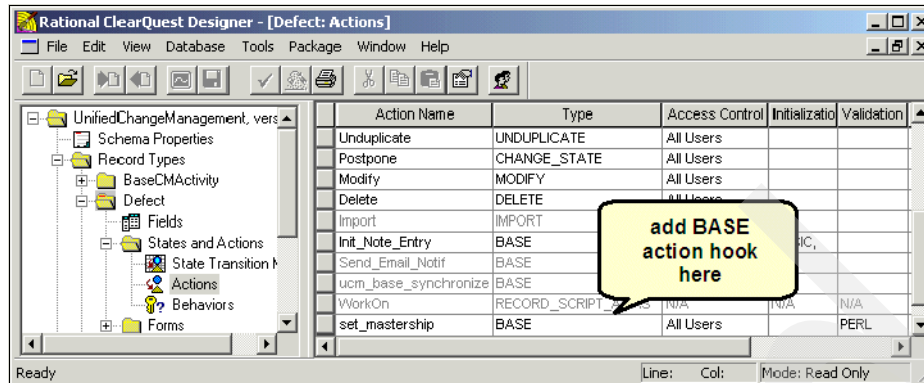 Rational ClearQuest Designer - [Defect: Actions]
File Edit View Database Tools Package Window Help
UnifiedChangeManagement, vers
Schema Properties
Record Types
BaseCMActivity
Defect
Fields
States and Actions
State Transition M
Actions
Behaviors
Forms
Action Name Type Access Control Initializatio Validation
Unduplicate UNDUPLICATE All Users
Postpone CHANGE_STATE All Users
Modify MODIFY All Users
Delete DELETE All Users
Import IMPORT
Init_Note_Entry BASE
Send_Email_Notif BASE
ucm_base_synchronize BASE
WorkOn RECORD_SCRIPT_ALIAS N/A N/A N/A
set_mastership BASE All Users PERL
add BASE
action hook
here
Ready Line: Col: Mode: Read Only